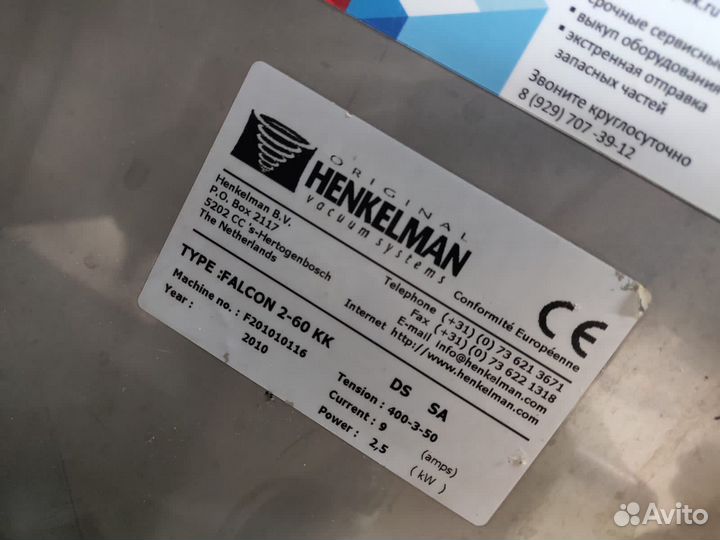 ak.ru
срочные сервисные
• выкуп оборудования
• экстренная отправка
запасных частей
Звоните круглосуточно
8 (929) 707-39-12
ORIGINAL
HENKELMAN
vacuum systems
Henkelman B.V.
P.O. Box 2117
5202 CC 's-Hertogenbosch
The Netherlands
Conformité Européenne
CE
Telephone (+31) (0) 73 621 3671
Fax (+31) (0) 73 622 1318
E-mail info@henkelman.com
Internet http://www.henkelman.com
TYPE :FALCON 2-60 KK
DS SA
Machine no. : F201010116
Year : 2010
Tension : 400-3-50
Current : 9 (amps)
Power : 2,5 (kW)
Avito